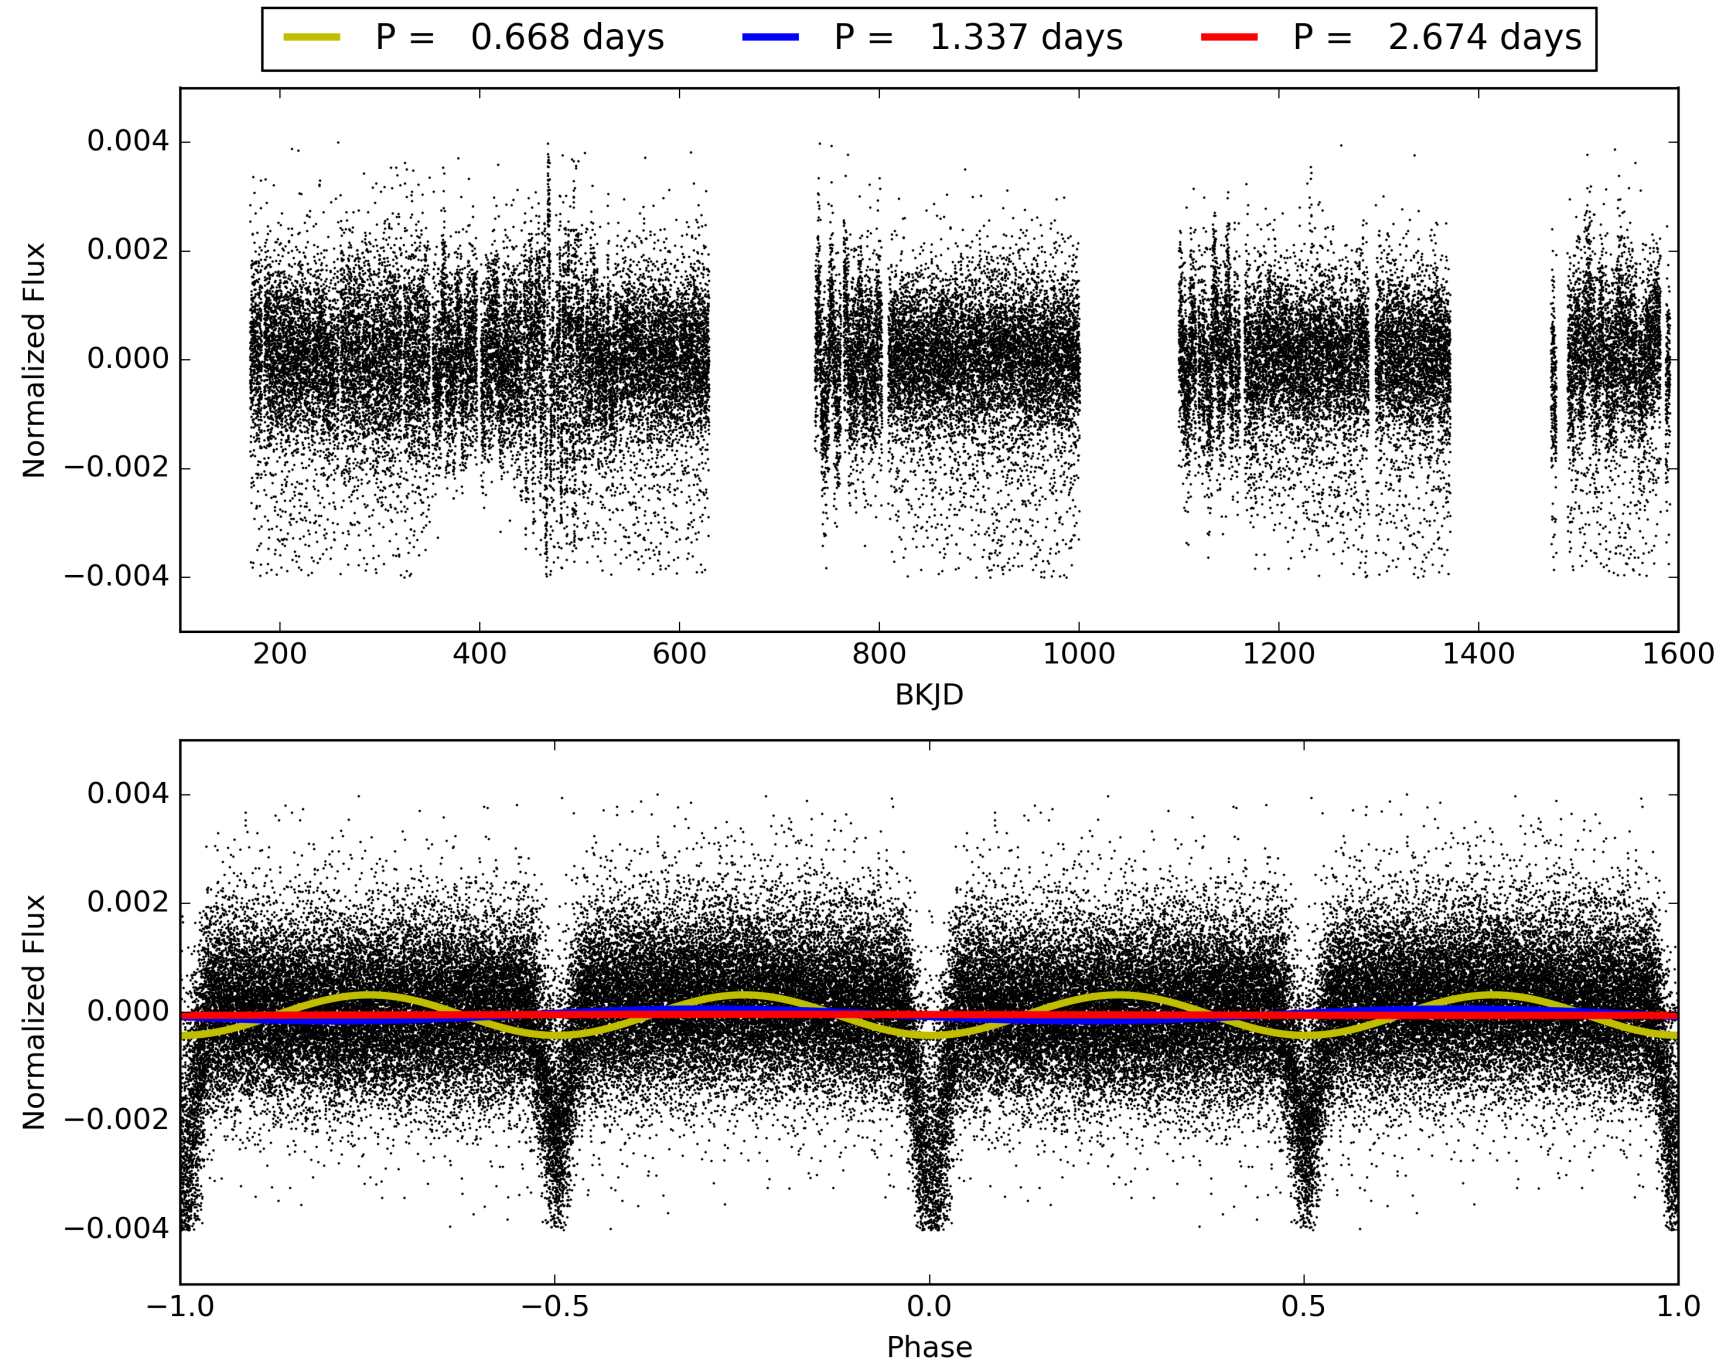 P = 0.668 days P = 1.337 days P = 2.674 days
Normalized Flux
0.004
0.002
0.000
−0.002
−0.004
200 400 600 800 1000 1200 1400 1600
BKJD
Normalized Flux
0.004
0.002
0.000
−0.002
−0.004
−1.0 −0.5 0.0 0.5 1.0
Phase